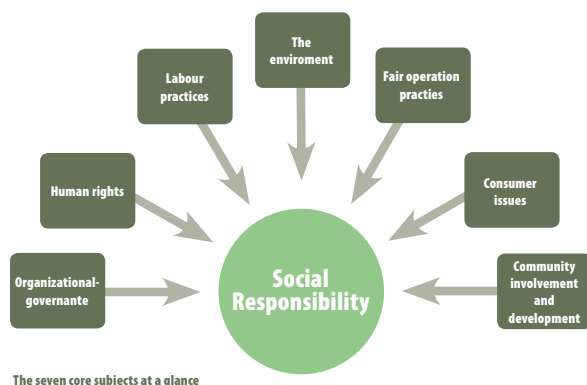 The
enviroment
Labour
practices
Fair operation
practies
Human rights
Consumer
issues
Organizational-
governante
Social
Responsibility
Community
involvement
and
development
The seven core subjects at a glance